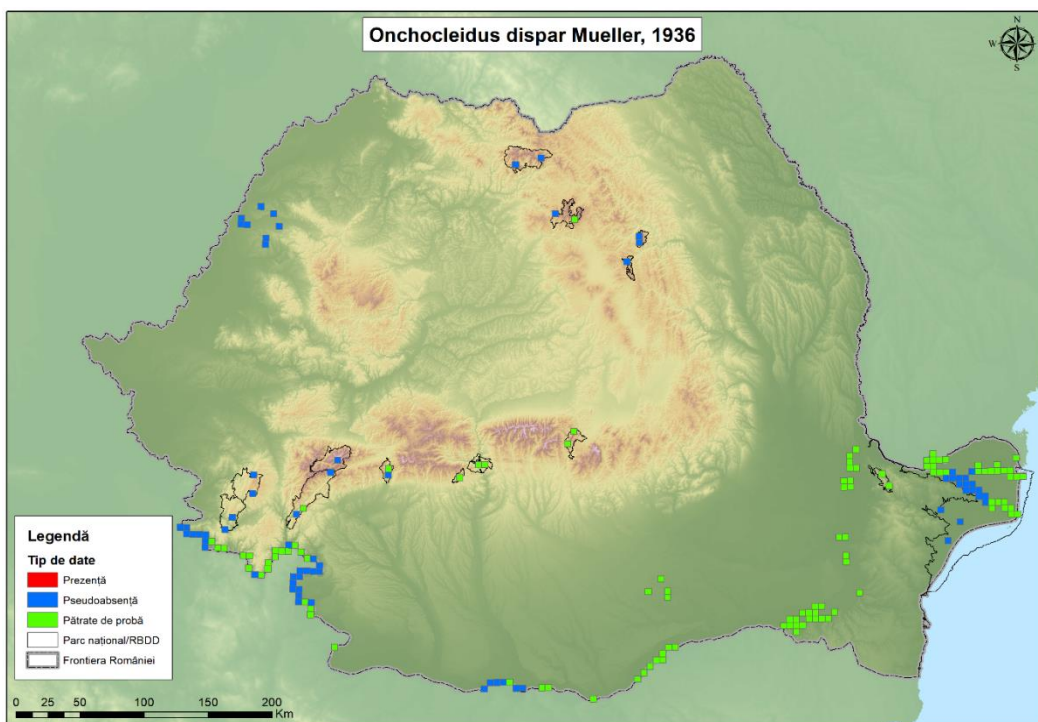 Onchocleidus dispar Mueller, 1936
N
W E
S
Legendă
Tip de date
Prezență
Pseudoabsență
Pătrate de probă
Parc național/RBDD
Frontiera României
0 25 50 100 150 200
Km